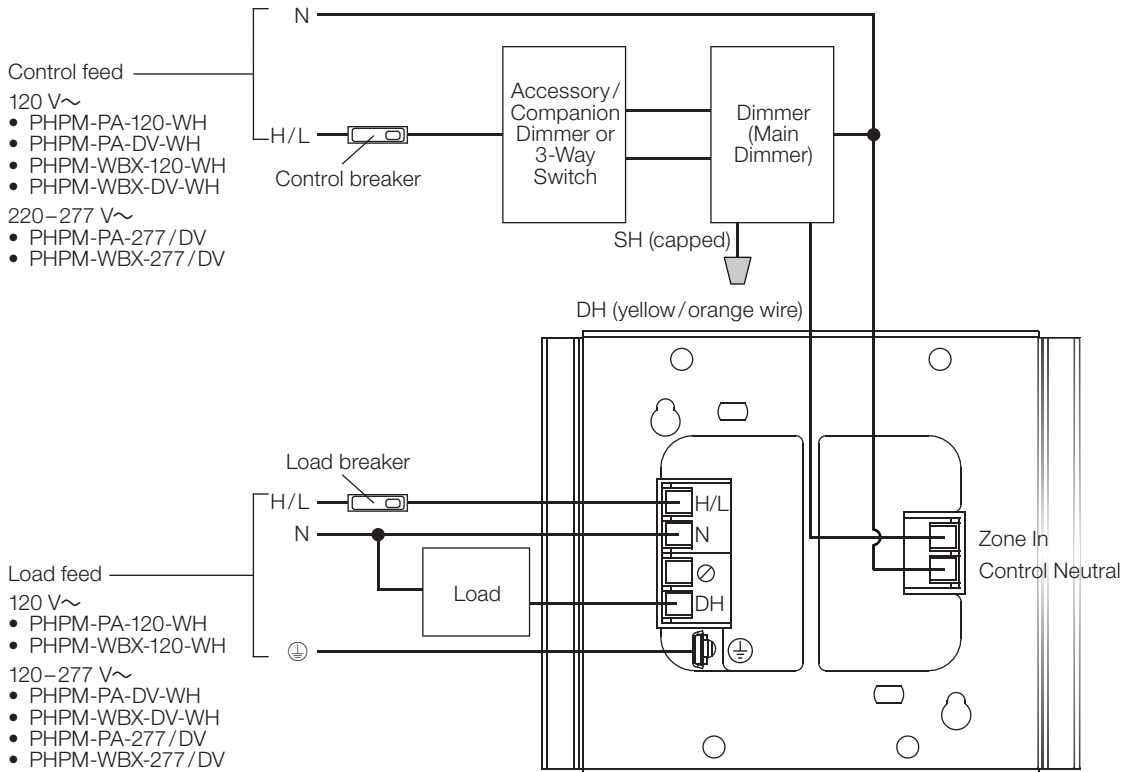 N
Control feed
120 V~
• PHPM-PA-120-WH
• PHPM-PA-DV-WH
• PHPM-WBX-120-WH
• PHPM-WBX-DV-WH
220–277 V~
• PHPM-PA-277/DV
• PHPM-WBX-277/DV
H/L
Control breaker
Accessory/
Companion
Dimmer or
3-Way
Switch
Dimmer
(Main
Dimmer)
SH (capped)
DH (yellow/orange wire)
Load breaker
H/L
N
Load feed
120 V~
• PHPM-PA-120-WH
• PHPM-WBX-120-WH
120–277 V~
• PHPM-PA-DV-WH
• PHPM-WBX-DV-WH
• PHPM-PA-277/DV
• PHPM-WBX-277/DV
Load
H/L
N
DH
Zone In
Control Neutral